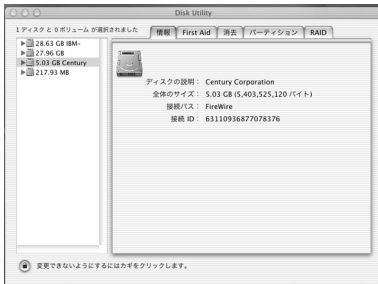 Disk Utility
1 ディスク と 0 ボリューム が選択されました
情報 First Aid 消去 パーティション RAID
28.63 GB IBM-
27.96 GB
5.03 GB Century
217.93 MB
ディスクの説明： Century Corporation
全体のサイズ： 5.03 GB (5,403,525,120 バイト)
接続バス： FireWire
接続 ID： 63110936877078376
変更できないようにするにはカギをクリックします。